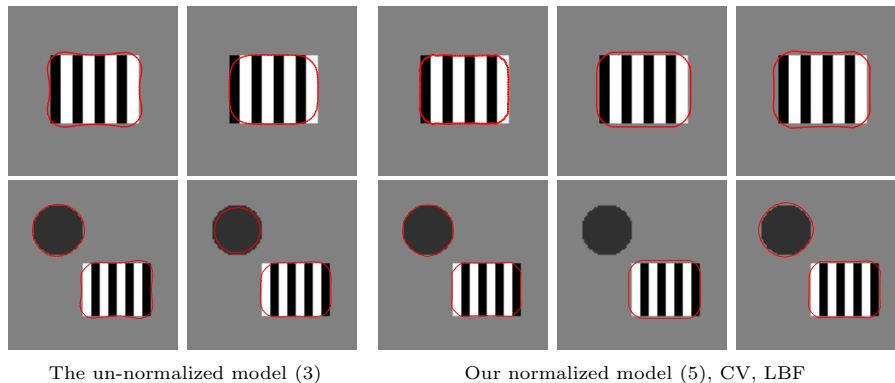 The un-normalized model (3)
Our normalized model (5), CV, LBF